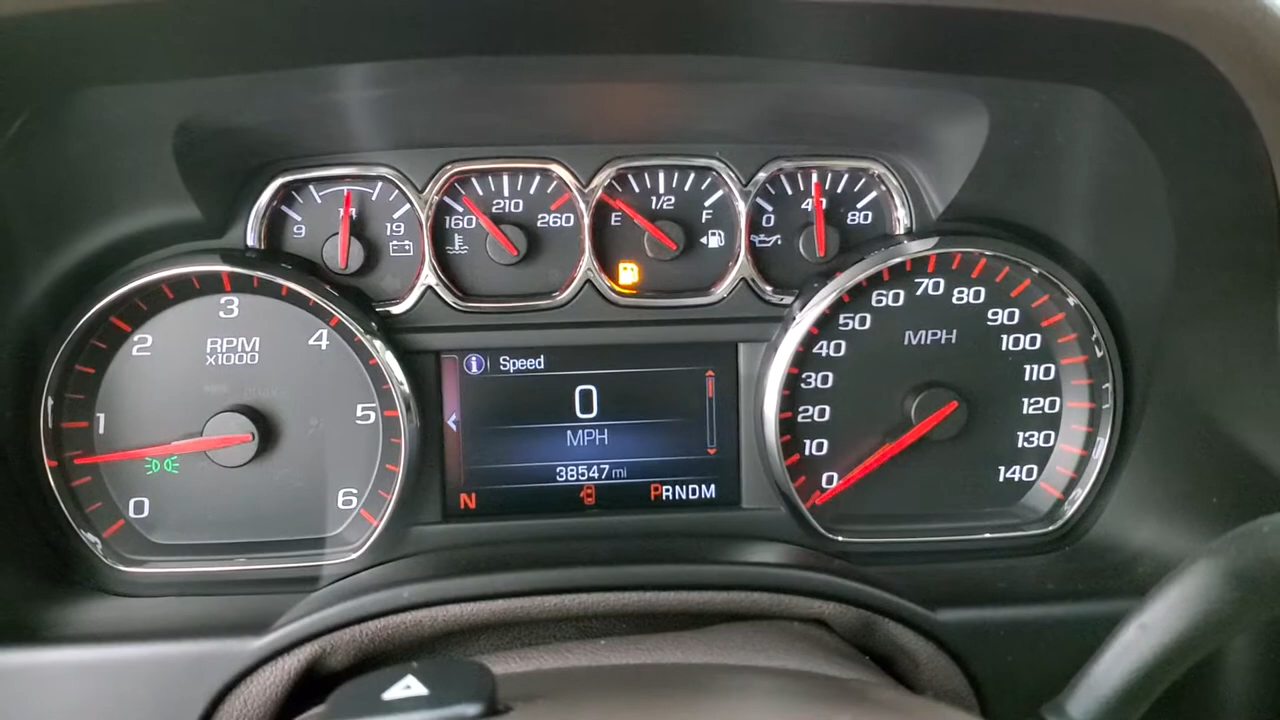 9 14 19
160 210 260
E 1/2 F
0 40 80
0 1 2 3 4 5 6
RPM
X1000
Speed
0
MPH
38547 mi
N
PRNDM
MPH
0 10 20 30 40 50 60 70 80 90 100 110 120 130 140